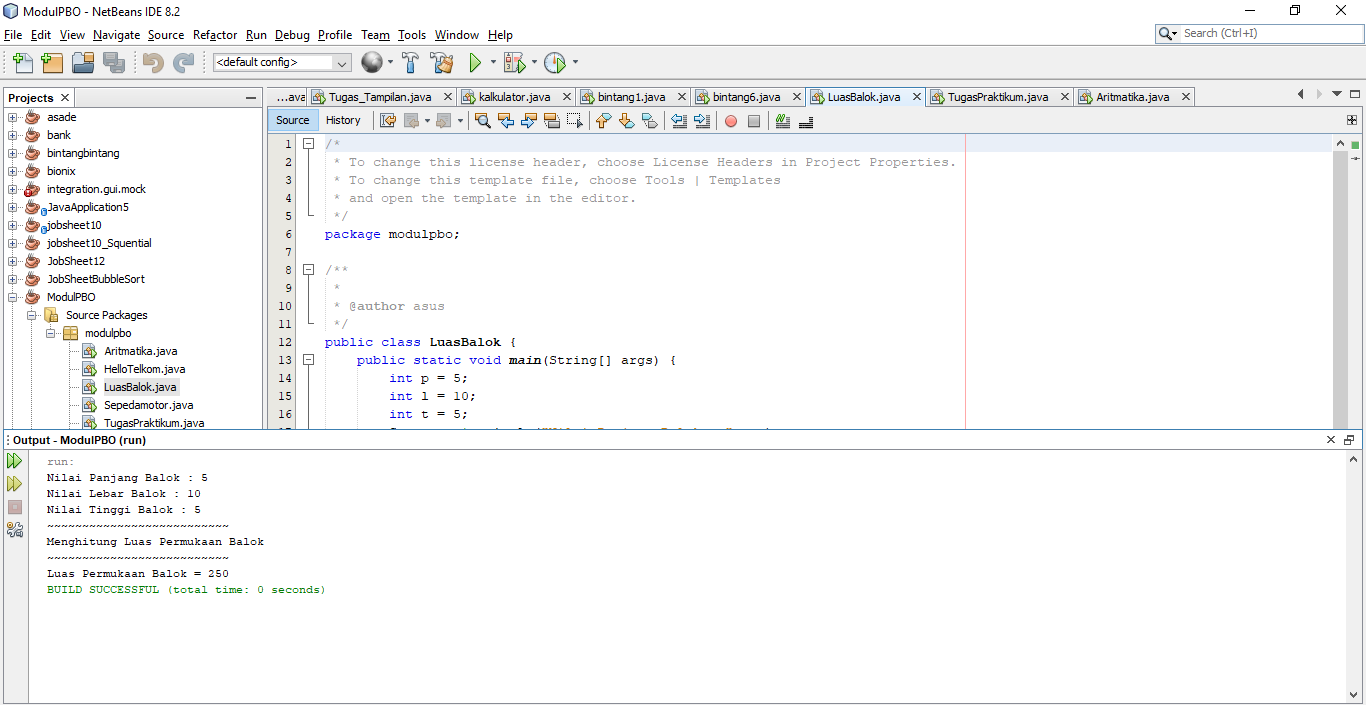 ModulPBO - NetBeans IDE 8.2
File Edit View Navigate Source Refactor Run Debug Profile Team Tools Window Help
Search (Ctrl+I)
<default config>
Projects
...ava Tugas_Tampilan.java kalkulator.java bintang1.java bintang6.java LuasBalok.java TugasPraktikum.java Aritmatika.java
Source History
asade
bank
bintangbintang
bionix
integration.gui.mock
JavaApplication5
jobsheet10
jobsheet10_Squential
JobSheet12
JobSheetBubbleSort
ModulPBO
Source Packages
modulpbo
Aritmatika.java
HelloTelkom.java
LuasBalok.java
Sepedamotor.java
TugasPraktikum.java
1 /*
2 * To change this license header, choose License Headers in Project Properties.
3 * To change this template file, choose Tools | Templates
4 * and open the template in the editor.
5 */
6 package modulpbo;
7
8 /**
9 *
10 * @author asus
11 */
12 public class LuasBalok {
13 public static void main(String[] args) {
14 int p = 5;
15 int l = 10;
16 int t = 5;
Output - ModulPBO (run)
run:
Nilai Panjang Balok : 5
Nilai Lebar Balok : 10
Nilai Tinggi Balok : 5
~~~~~~~~~~~~~~~~~~~~~~~~~~
Menghitung Luas Permukaan Balok
~~~~~~~~~~~~~~~~~~~~~~~~~~
Luas Permukaan Balok = 250
BUILD SUCCESSFUL (total time: 0 seconds)